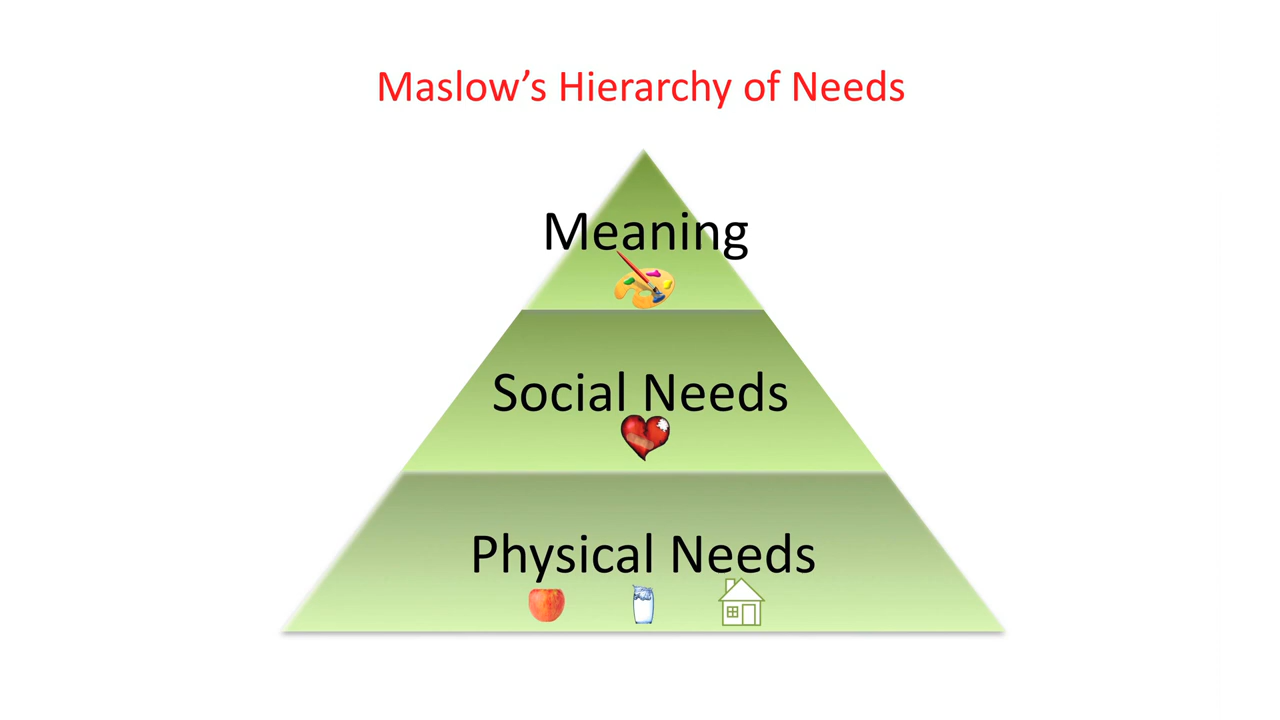 Maslow’s Hierarchy of Needs
Meaning
Social Needs
Physical Needs